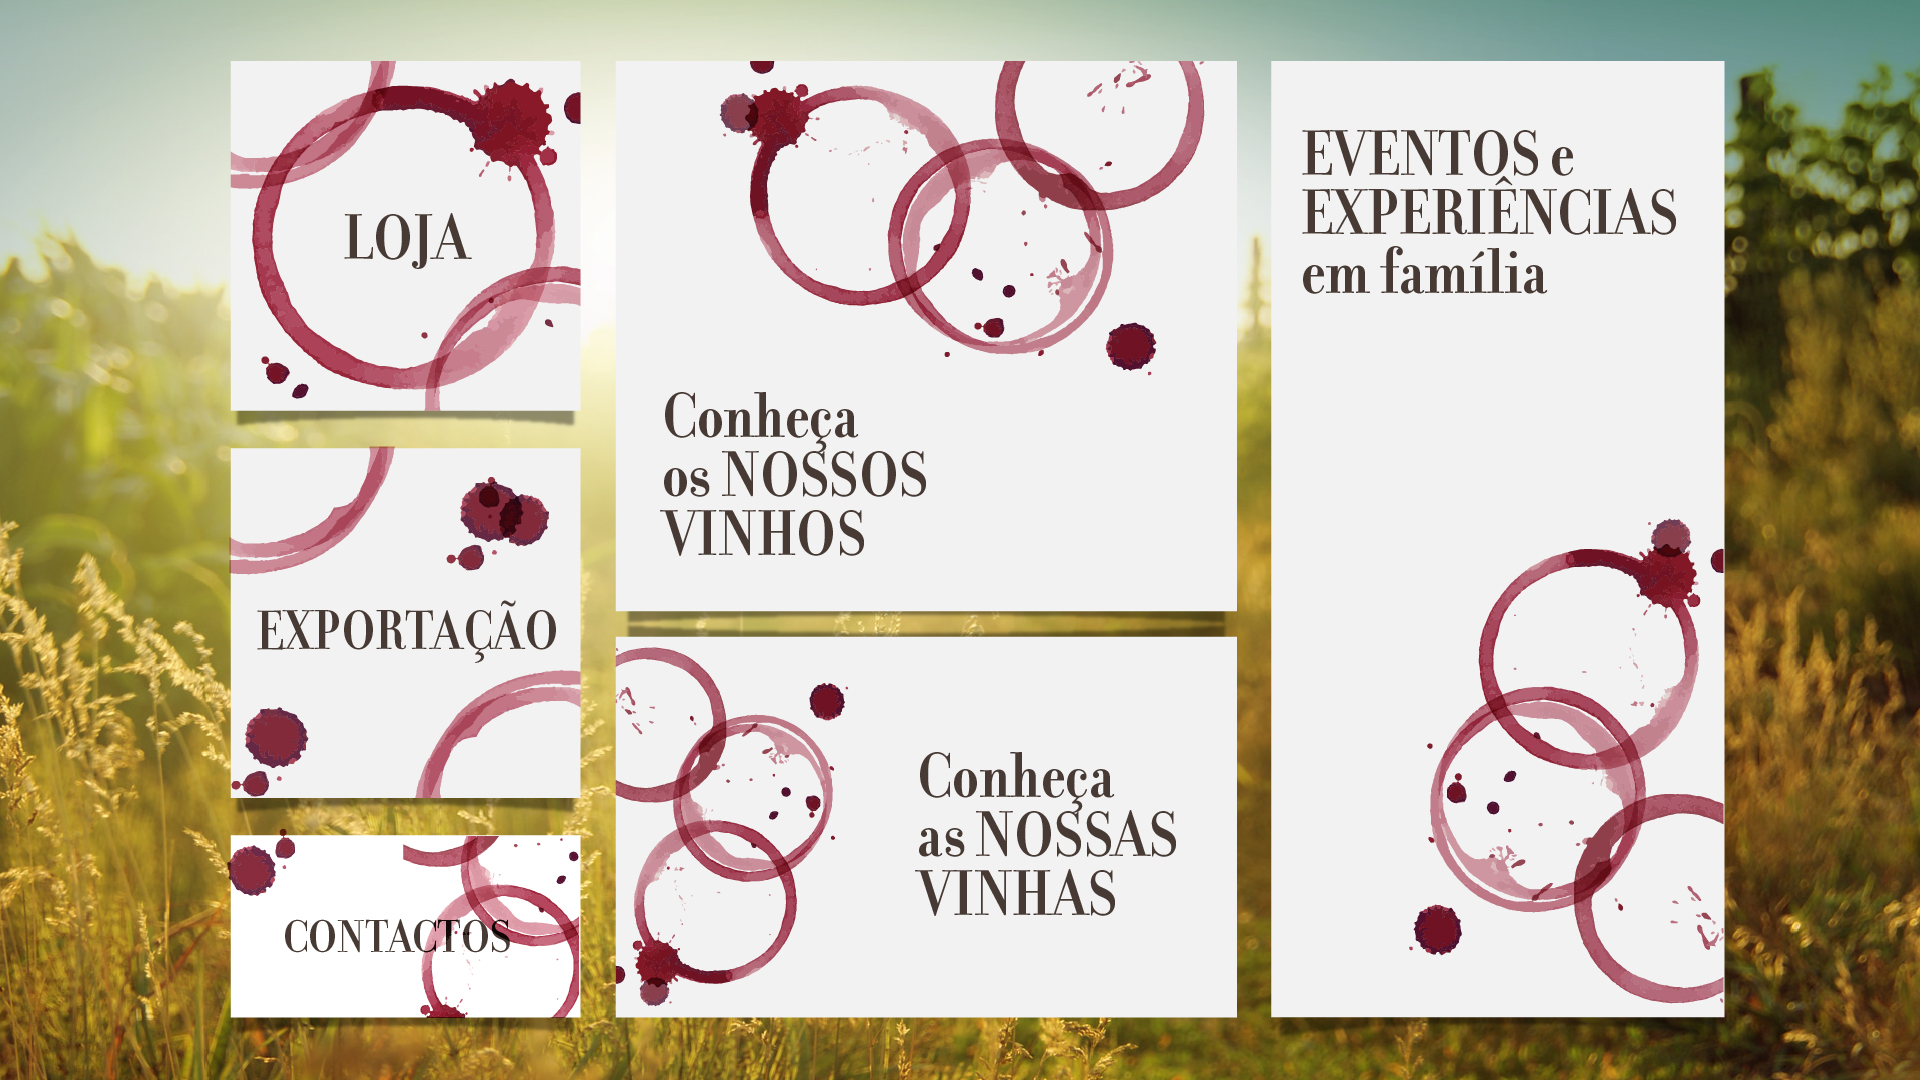 LOJA
EXPORTAÇÃO
CONTACTOS
Conheça
os NOSSOS
VINHOS
Conheça
as NOSSAS
VINHAS
EVENTOS e
EXPERIÊNCIAS
em família